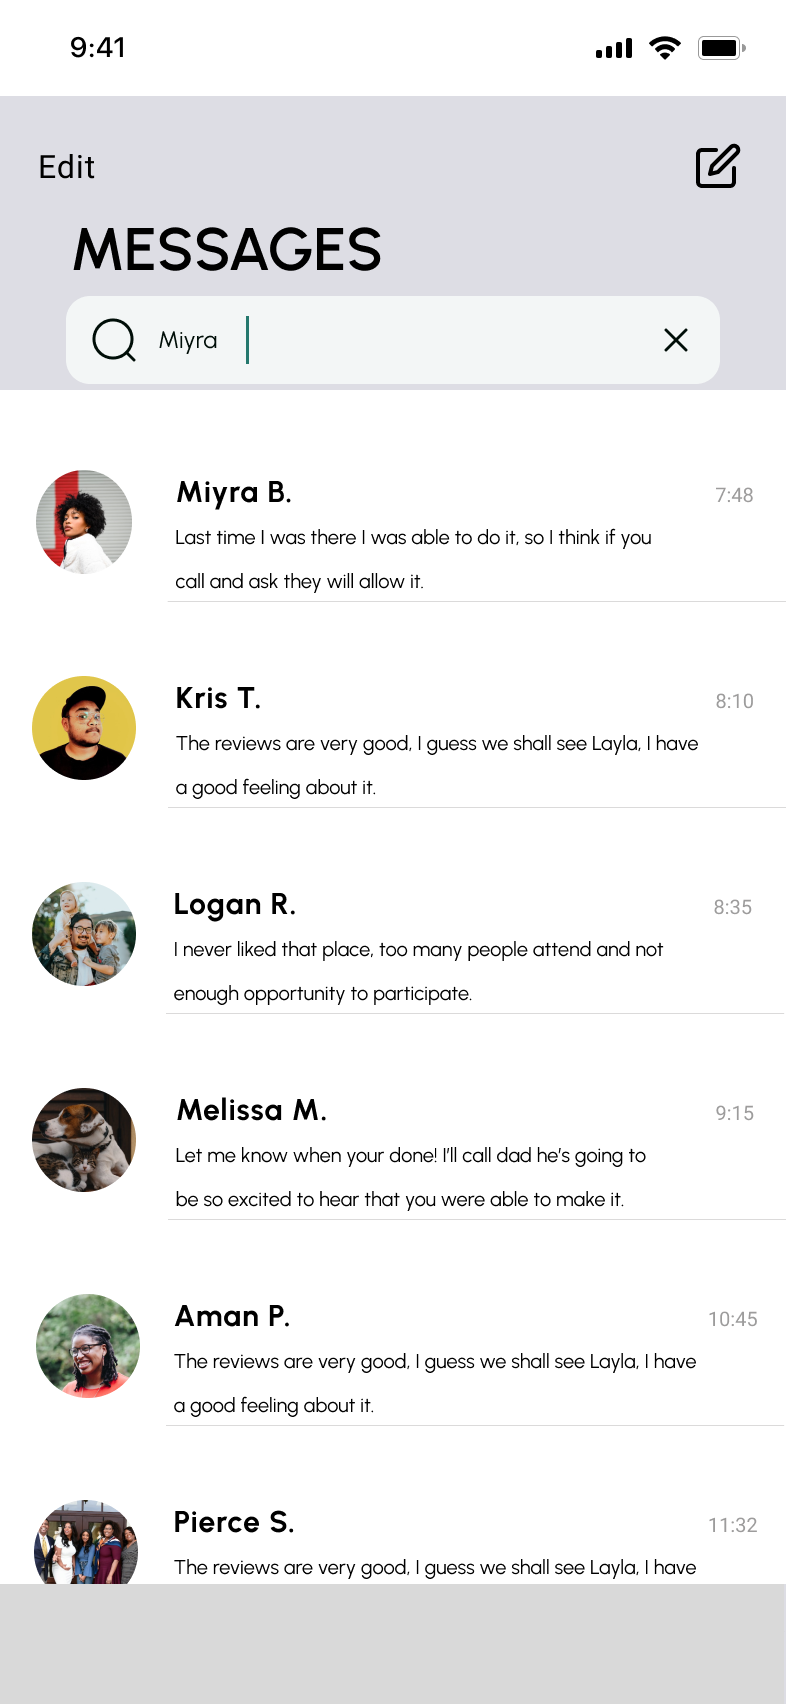 9:41
Edit
MESSAGES
Miyra
Miyra B.
7:48
Last time I was there I was able to do it, so I think if you
call and ask they will allow it.
Kris T.
8:10
The reviews are very good, I guess we shall see Layla, I have
a good feeling about it.
Logan R.
8:35
I never liked that place, too many people attend and not
enough opportunity to participate.
Melissa M.
9:15
Let me know when your done! I'll call dad he's going to
be so excited to hear that you were able to make it.
Aman P.
10:45
The reviews are very good, I guess we shall see Layla, I have
a good feeling about it.
Pierce S.
11:32
The reviews are very good, I guess we shall see Layla, I have